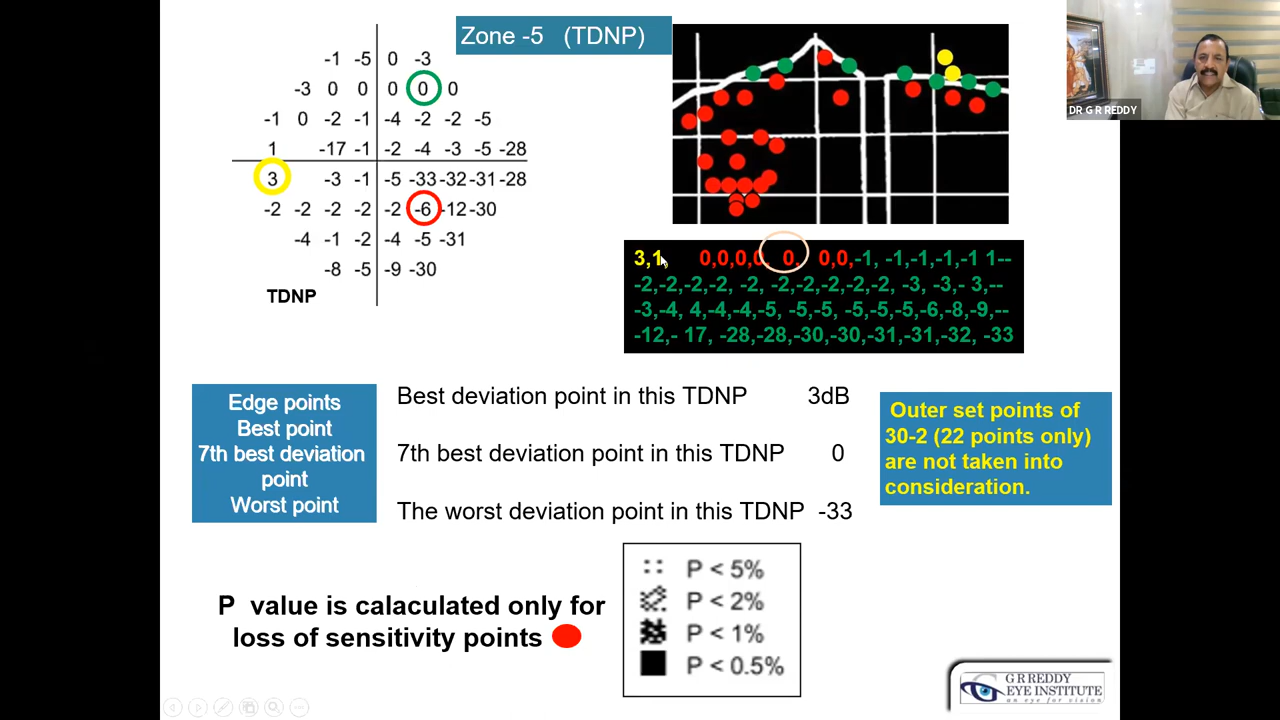 Zone -5 (TDNP)
DR G R REDDY
-1 -5 0 -3
-3 0 0 0 0 0
-1 0 -2 -1 -4 -2 -2 -5
1 -17 -1 -2 -4 -3 -5 -28
3 -3 -1 -5 -33 -32 -31 -28
-2 -2 -2 -2 -2 -6 -12 -30
-4 -1 -2 -4 -5 -31
-8 -5 -9 -30
TDNP
3,1, 0,0,0,0, 0, 0,0,-1, -1,-1,-1,-1 1--
-2,-2,-2,-2, -2, -2,-2,-2,-2,-2, -3, -3,- 3,--
-3,-4, 4,-4,-4,-5, -5,-5, -5,-5,-5,-6,-8,-9,--
-12,- 17, -28,-28,-30,-30,-31,-31,-32, -33
Edge points
Best point
7th best deviation
point
Worst point
Best deviation point in this TDNP 3dB
7th best deviation point in this TDNP 0
The worst deviation point in this TDNP -33
Outer set points of
30-2 (22 points only)
are not taken into
consideration.
P value is calaculated only for
loss of sensitivity points
P < 5%
P < 2%
P < 1%
P < 0.5%
G R REDDY
EYE INSTITUTE
an eye for vision